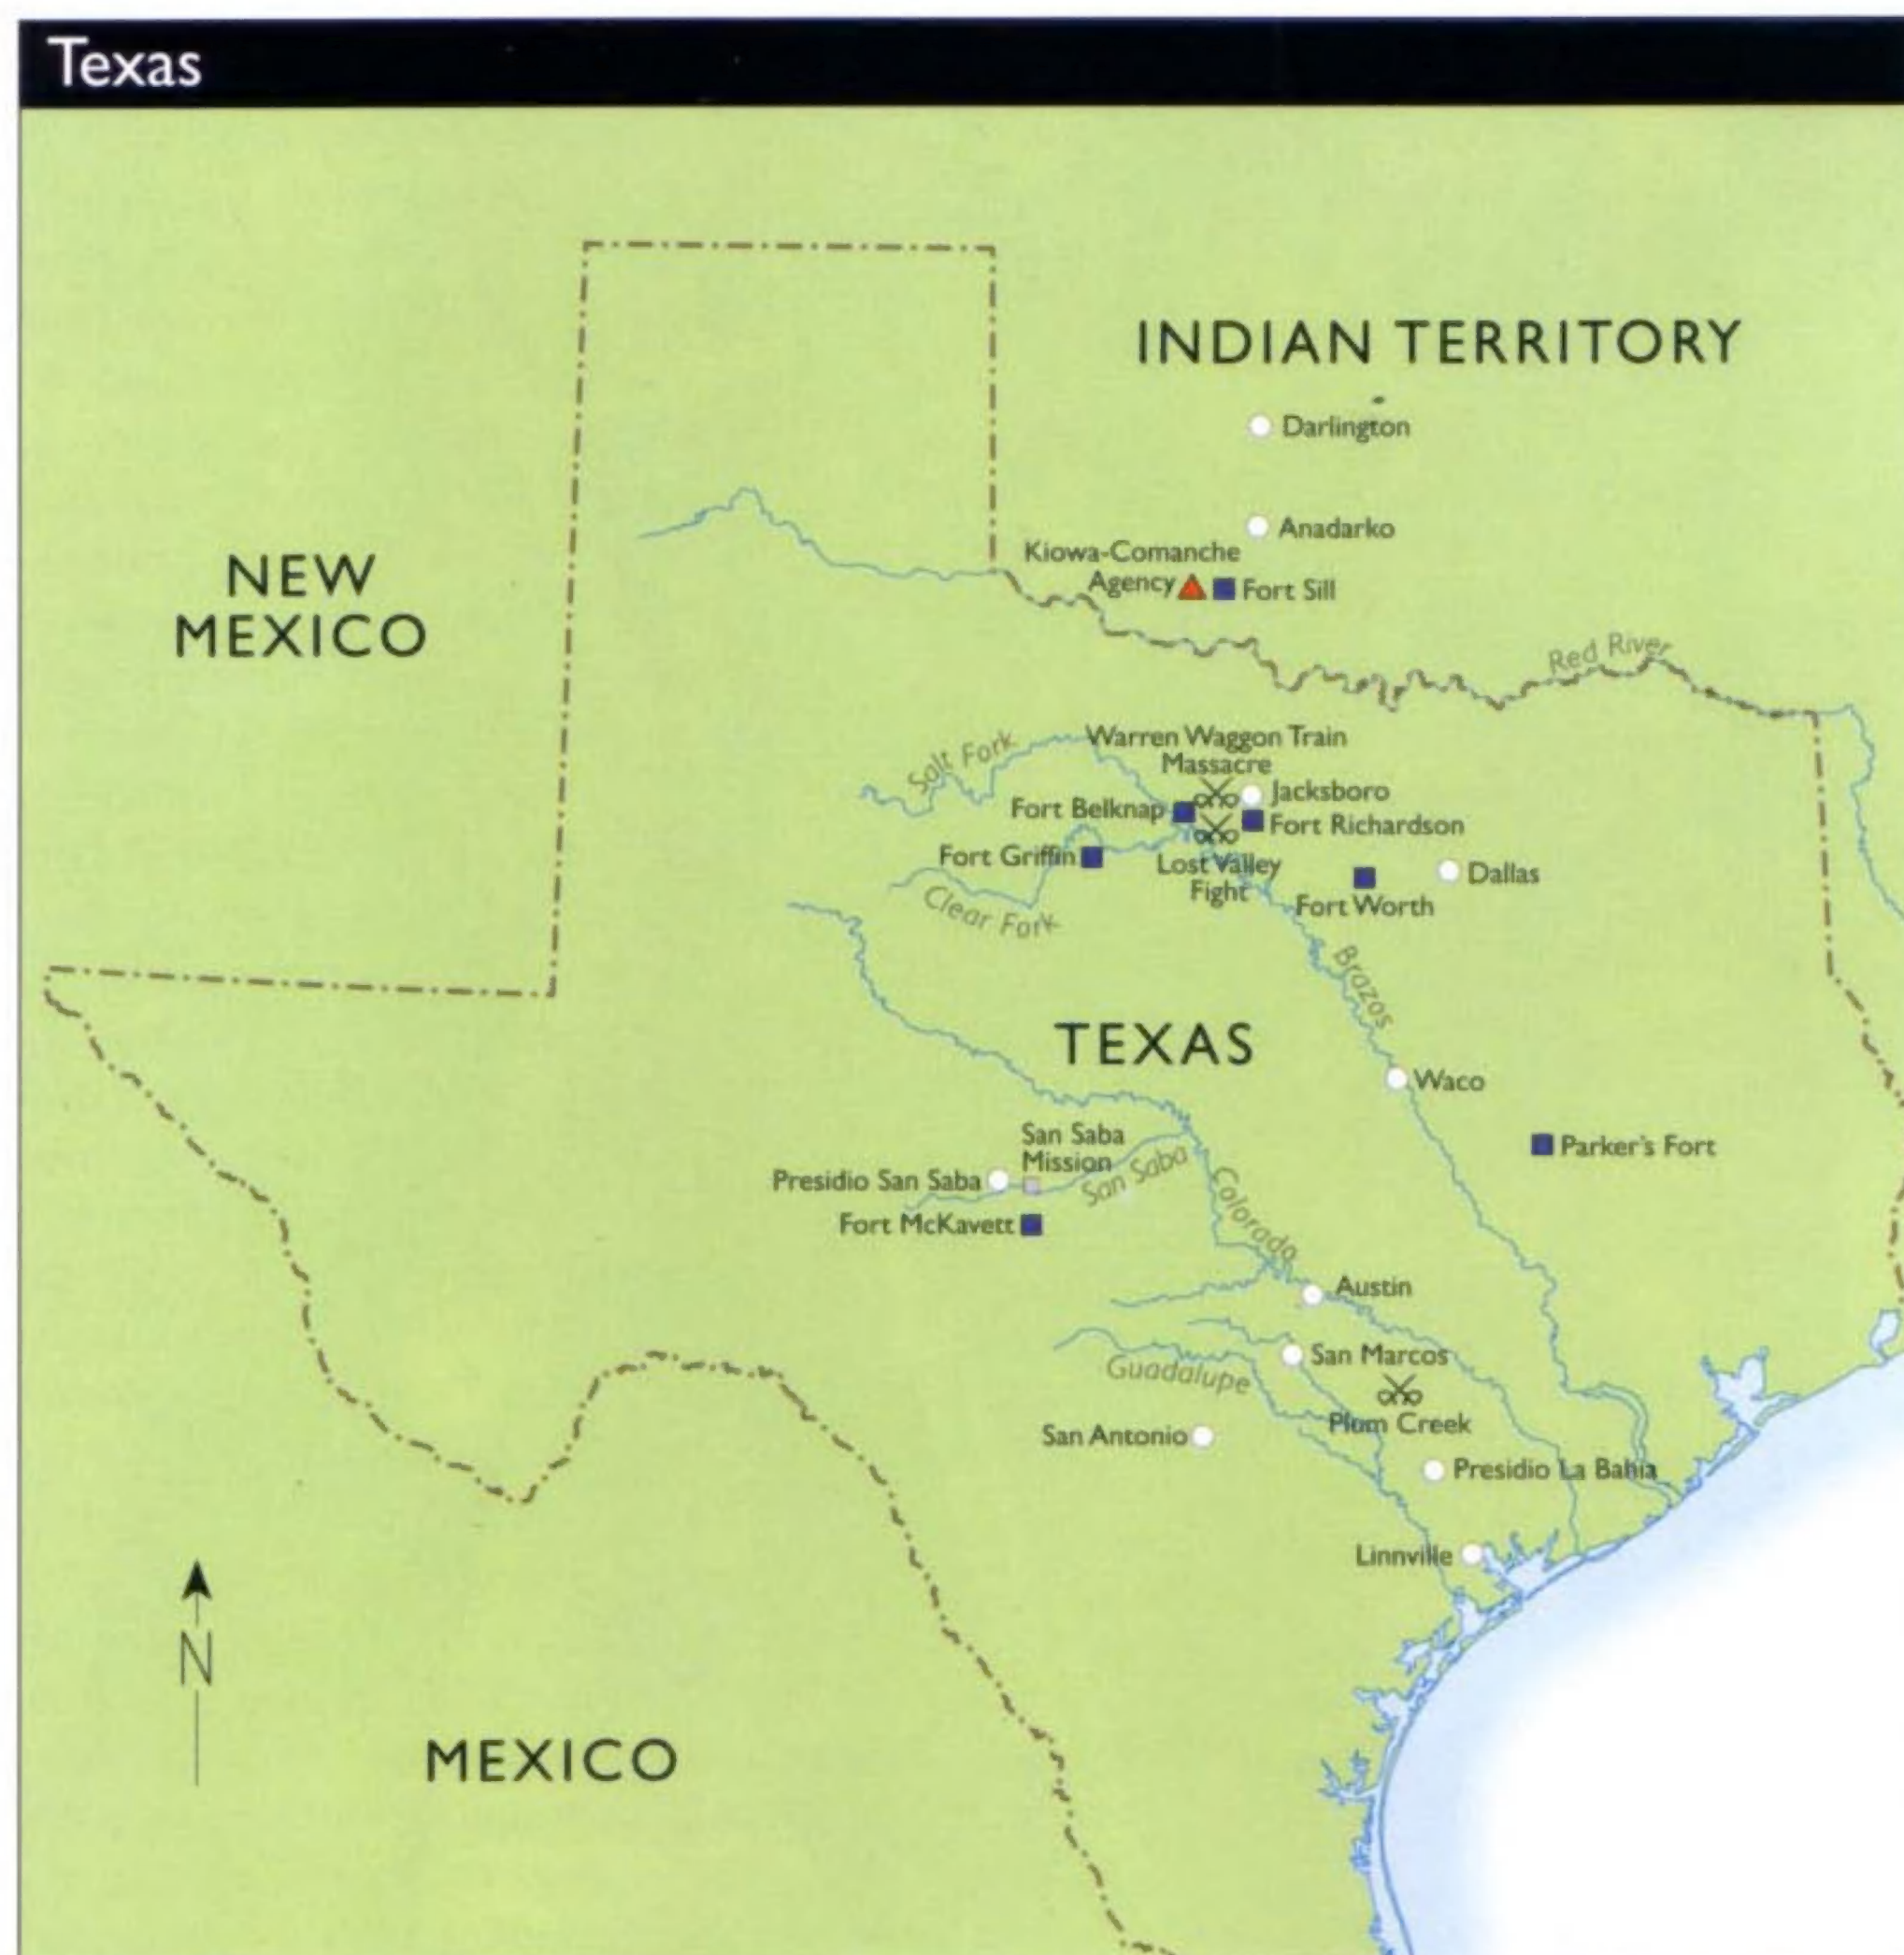 Texas
INDIAN TERRITORY
Darlington
Anadarko
NEW
MEXICO
Kiowa-Comanche
Agency
Fort Sill
Red River
Salt Fork
Warren Waggon Train
Massacre
Jacksboro
Fort Belknap
Fort Richardson
Fort Griffin
Lost Valley
Fight
Dallas
Fort Worth
Clear Fork
Brazos
TEXAS
Waco
San Saba
Mission
Parker's Fort
Presidio San Saba
San Saba
Colorado
Fort McKavett
Austin
San Marcos
Guadalupe
Plum Creek
San Antonio
Presidio La Bahia
Linnville
N
MEXICO